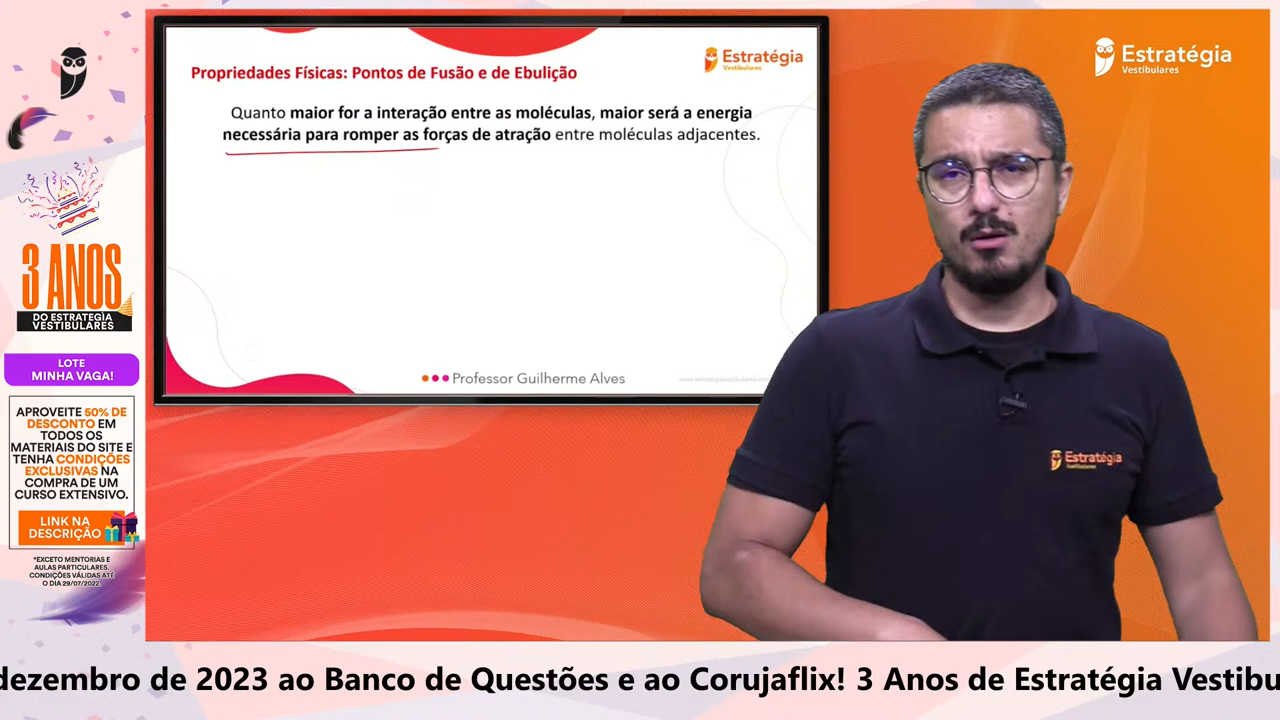 Propriedades Físicas: Pontos de Fusão e de Ebulição
Estratégia
Vestibulares
Quanto maior for a interação entre as moléculas, maior será a energia
necessária para romper as forças de atração entre moléculas adjacentes.
Professor Guilherme Alves
Estratégia
Vestibulares
Estratégia
Vestibulares
3 ANOS
DO ESTRATÉGIA
VESTIBULARES
LOTE
MINHA VAGA!
APROVEITE 50% DE
DESCONTO EM
TODOS OS
MATERIAIS DO SITE E
TENHA CONDIÇÕES
EXCLUSIVAS NA
COMPRA DE UM
CURSO EXTENSIVO.
LINK NA
DESCRIÇÃO
*EXCETO MENTORIAS E
AULAS PARTICULARES.
CONDIÇÕES VÁLIDAS ATÉ
O DIA 29/07/2022.
dezembro de 2023 ao Banco de Questões e ao Corujaflix! 3 Anos de Estratégia Vestibu